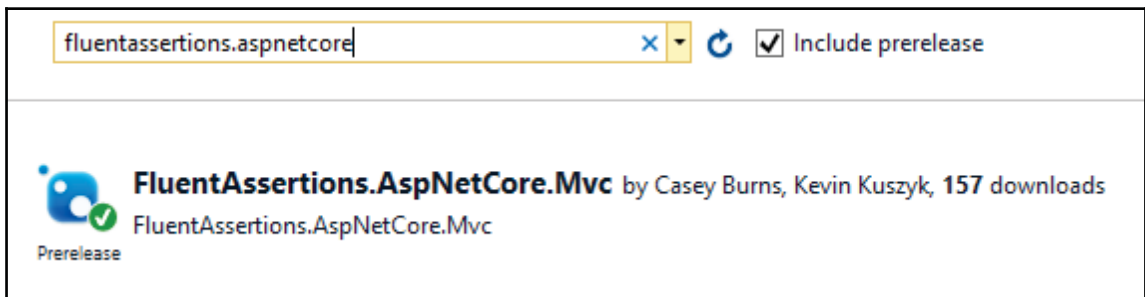 fluentassertions.aspnetcore Include prerelease
FluentAssertions.AspNetCore.Mvc by Casey Burns, Kevin Kuszyk, 157 downloads
FluentAssertions.AspNetCore.Mvc
Prerelease